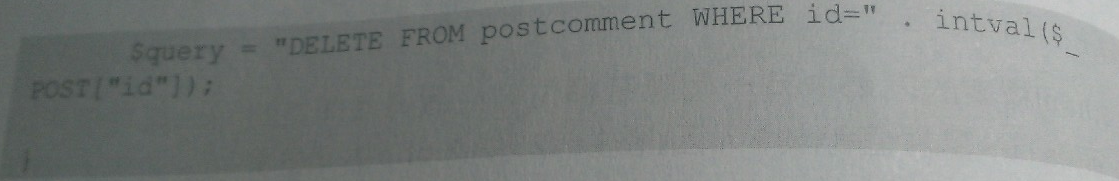 $query = "DELETE FROM postcomment WHERE id=" . intval($_
POST["id"]);
}